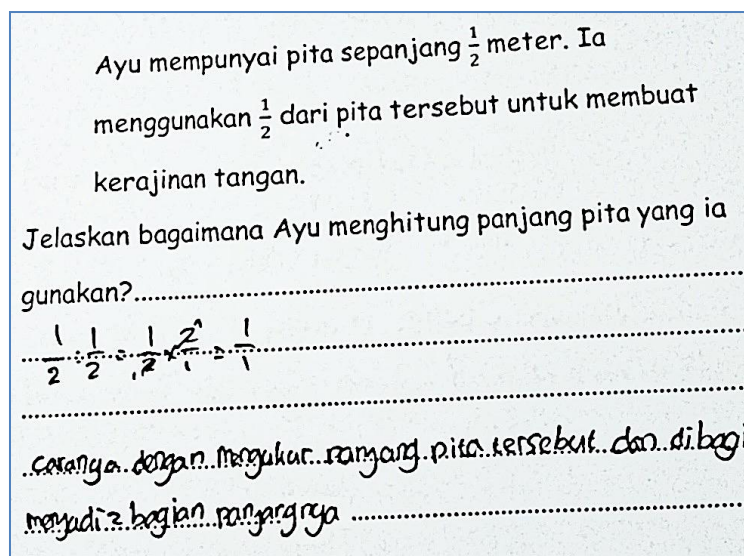 Ayu mempunyai pita sepanjang 1/2 meter. Ia
menggunakan 1/2 dari pita tersebut untuk membuat
kerajinan tangan.
Jelaskan bagaimana Ayu menghitung panjang pita yang ia
gunakan?
1/2 ÷ 1/2 = 1/2 × 2/1 = 1/1
caranya dengan mengukur panjang pita tersebut dan dibagi
menjadi 2 bagian panjangnya